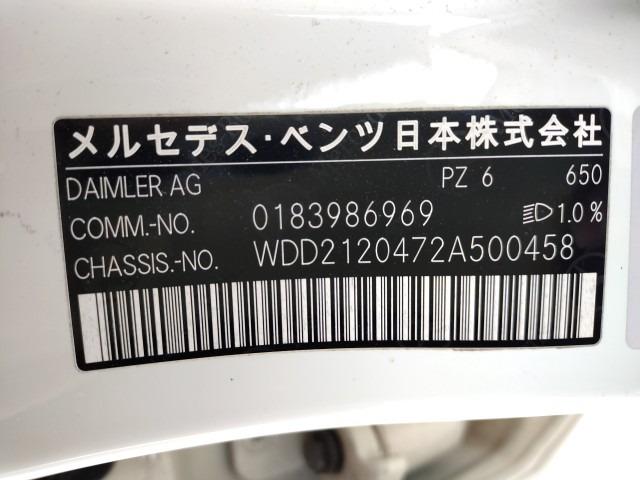 メルセデス・ベンツ日本株式会社
DAIMLER AG PZ 6 650
COMM.-NO. 0183986969 1.0%
CHASSIS.-NO. WDD2120472A500458